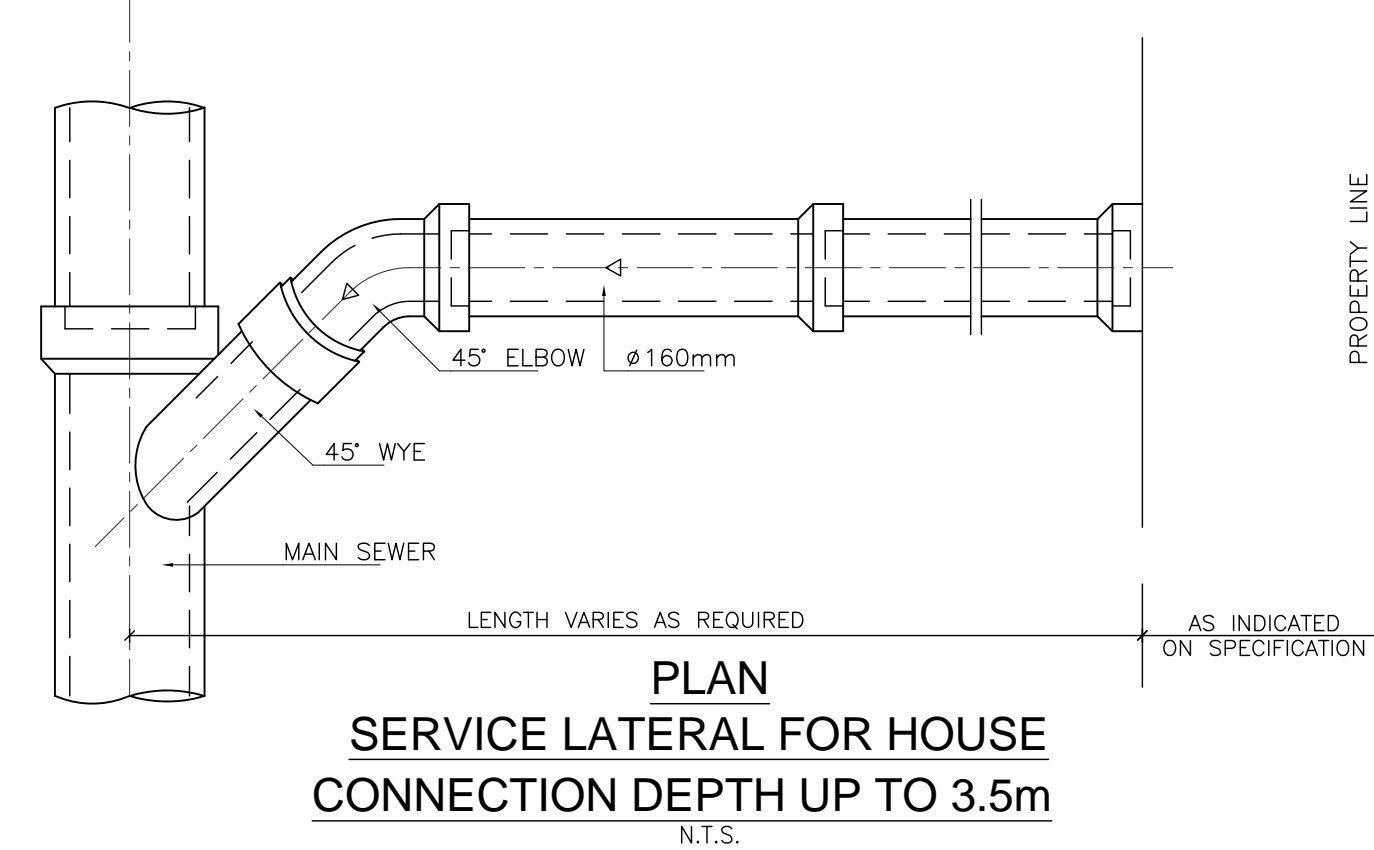 PROPERTY LINE
45° ELBOW
ø160mm
45° WYE
MAIN SEWER
LENGTH VARIES AS REQUIRED
AS INDICATED
ON SPECIFICATION
PLAN
SERVICE LATERAL FOR HOUSE
CONNECTION DEPTH UP TO 3.5m
N.T.S.